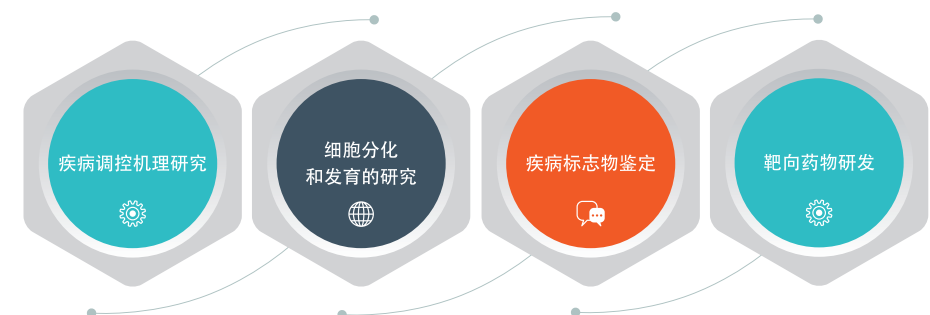 疾病调控机理研究
细胞分化
和发育的研究
疾病标志物鉴定
靶向药物研发